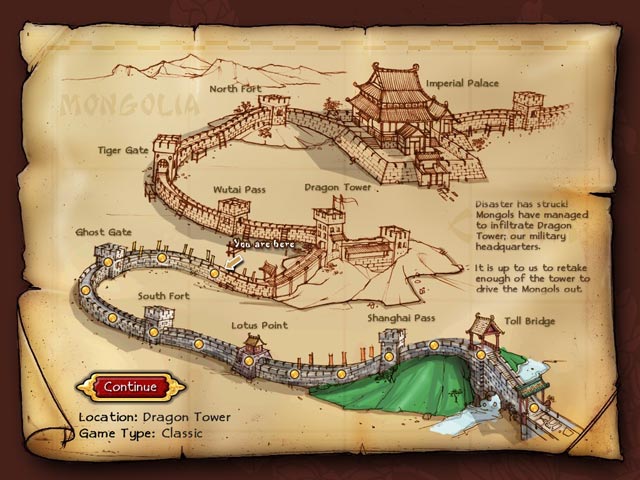 MONGOLIA
North Fort
Imperial Palace
Tiger Gate
Wutai Pass
Dragon Tower
Disaster has struck!
Mongols have managed
to infiltrate Dragon
Tower; our military
headquarters.
It is up to us to retake
enough of the tower to
drive the Mongols out.
Ghost Gate
You are here
South Fort
Lotus Point
Shanghai Pass
Toll Bridge
Continue
Location: Dragon Tower
Game Type: Classic